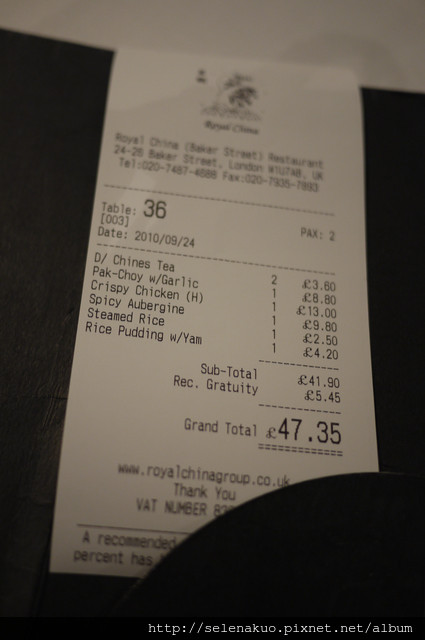 Royal China
Royal China (Baker Street) Restaurant
24-26 Baker Street, London W1U7AB, UK
Tel:020-7487-4688 Fax:020-7935-7893
Table: 36 PAX: 2
[003]
Date: 2010/09/24
D/ Chines Tea 2 £3.60
Pak-Choy w/Garlic 1 £8.80
Crispy Chicken (H) 1 £13.00
Spicy Aubergine 1 £9.80
Steamed Rice 1 £2.50
Rice Pudding w/Yam 1 £4.20
Sub-Total £41.90
Rec. Gratuity £5.45
Grand Total £47.35
www.royalchinagroup.co.uk
Thank You
VAT NUMBER
A recommended
percent has
http://selenakuo.pixnet.net/album